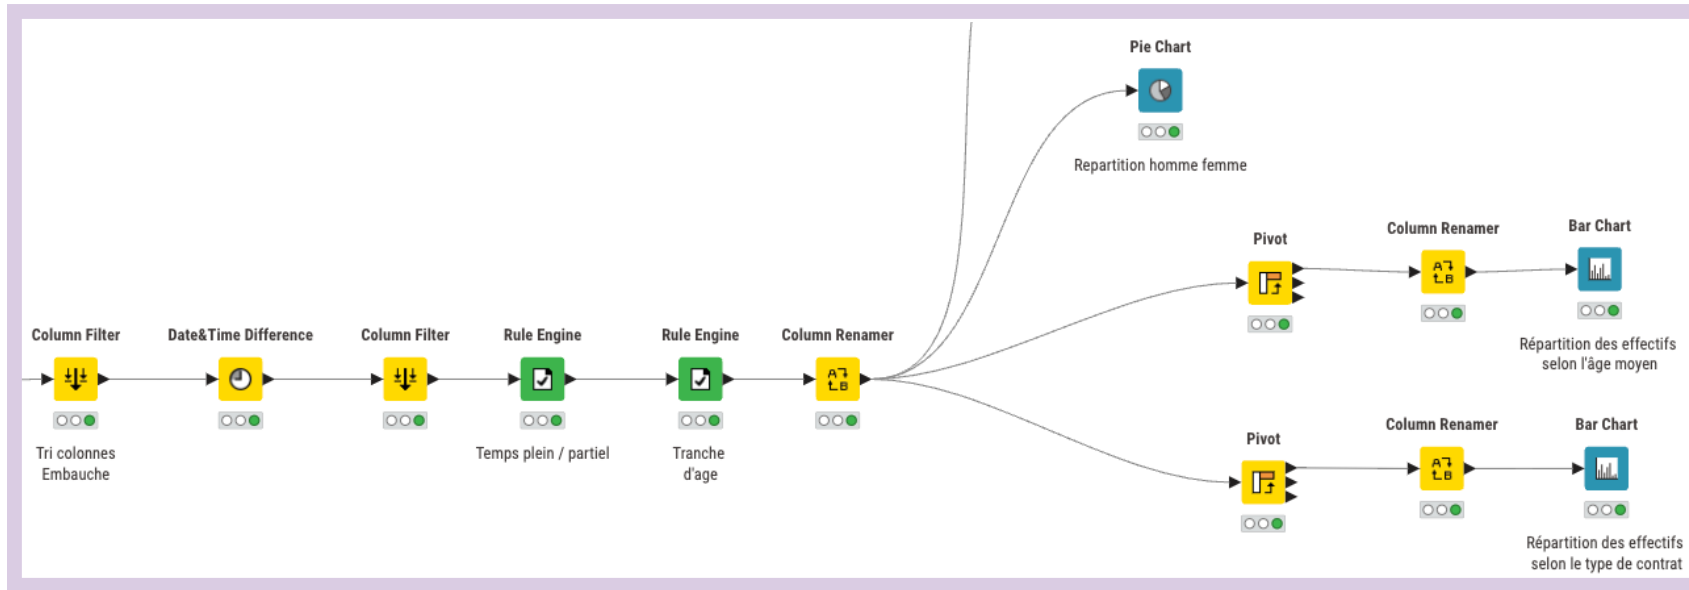 Pie Chart
Repartition homme femme
Pivot
Column Renamer
Bar Chart
Répartition des effectifs
selon l'âge moyen
Column Filter
Date&Time Difference
Column Filter
Rule Engine
Rule Engine
Column Renamer
Tri colonnes
Embauche
Temps plein / partiel
Tranche
d'age
Pivot
Column Renamer
Bar Chart
Répartition des effectifs
selon le type de contrat